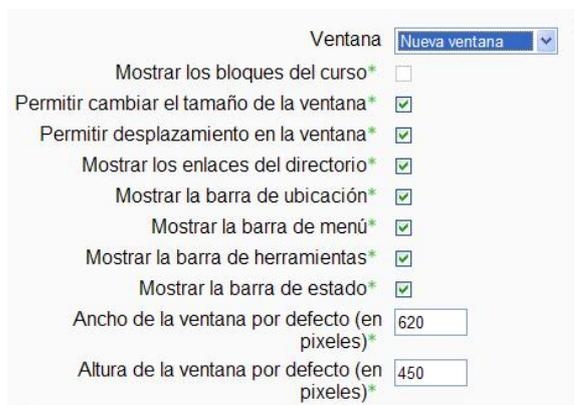 Ventana Nueva ventana
Mostrar los bloques del curso*
Permitir cambiar el tamaño de la ventana*
Permitir desplazamiento en la ventana*
Mostrar los enlaces del directorio*
Mostrar la barra de ubicación*
Mostrar la barra de menú*
Mostrar la barra de herramientas*
Mostrar la barra de estado*
Ancho de la ventana por defecto (en 620
pixeles)*
Altura de la ventana por defecto (en 450
pixeles)*